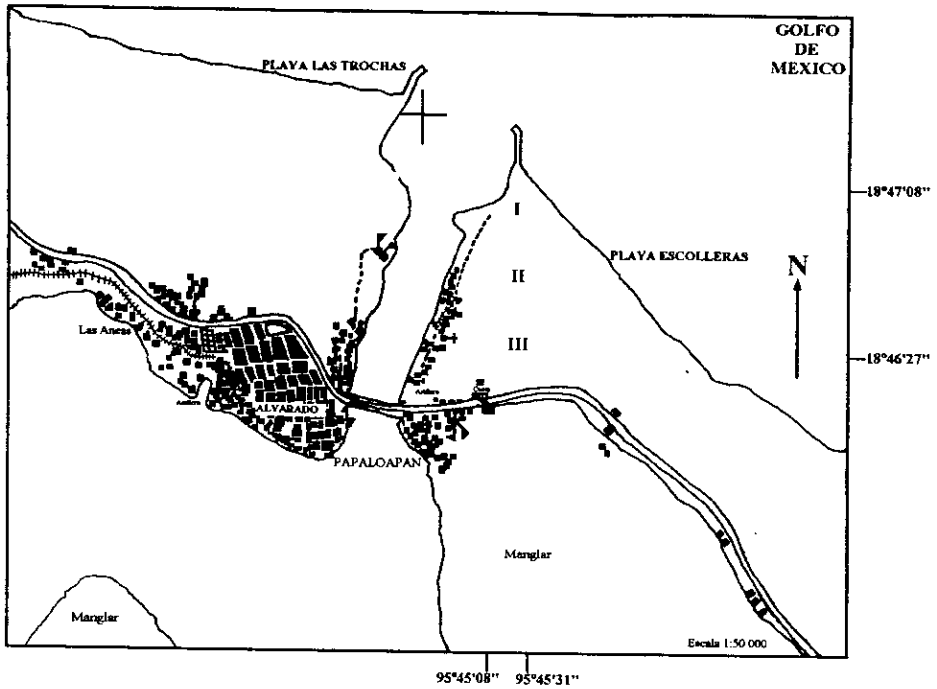 GOLFO
DE
MEXICO
PLAYA LAS TROCHAS
18°47'08"
I
PLAYA ESCOLLERAS
II
N
Las Aneas
III
18°46'27"
ALVARADO
PAPALOAPAN
Manglar
Manglar
Escala 1:50 000
95°45'08" 95°45'31"